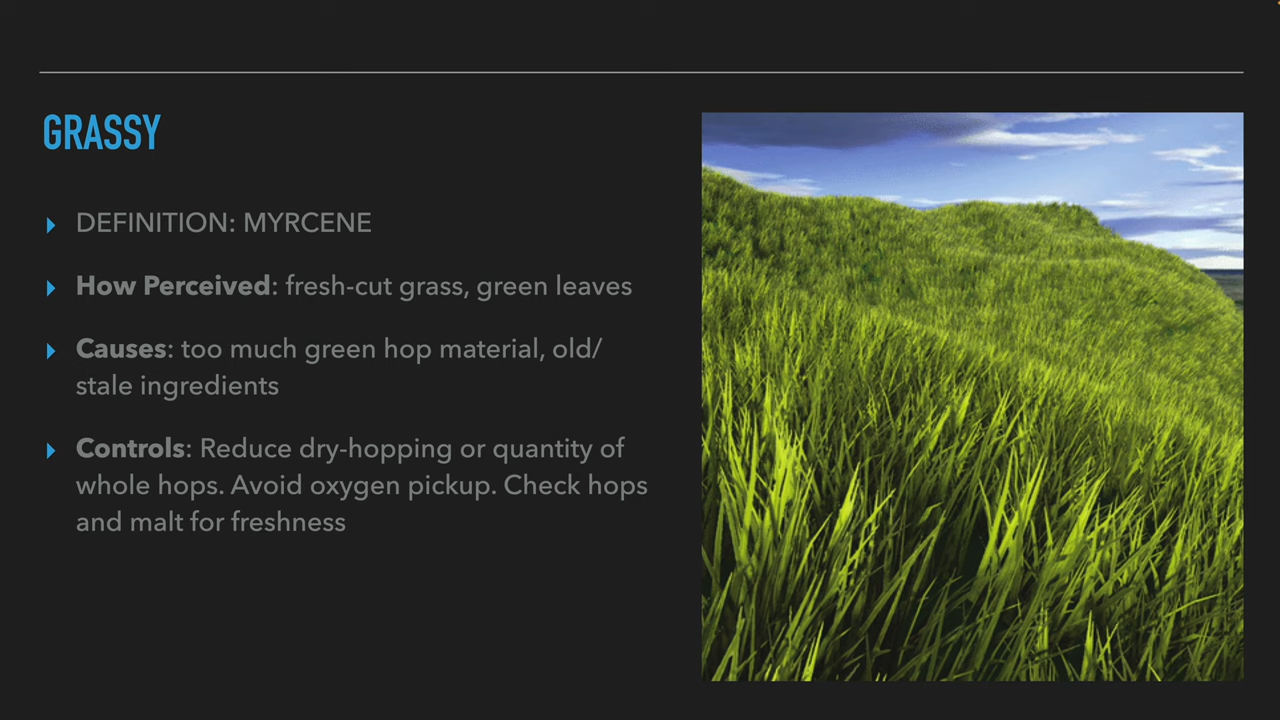 GRASSY
DEFINITION: MYRCENE
How Perceived: fresh-cut grass, green leaves
Causes: too much green hop material, old/
stale ingredients
Controls: Reduce dry-hopping or quantity of
whole hops. Avoid oxygen pickup. Check hops
and malt for freshness